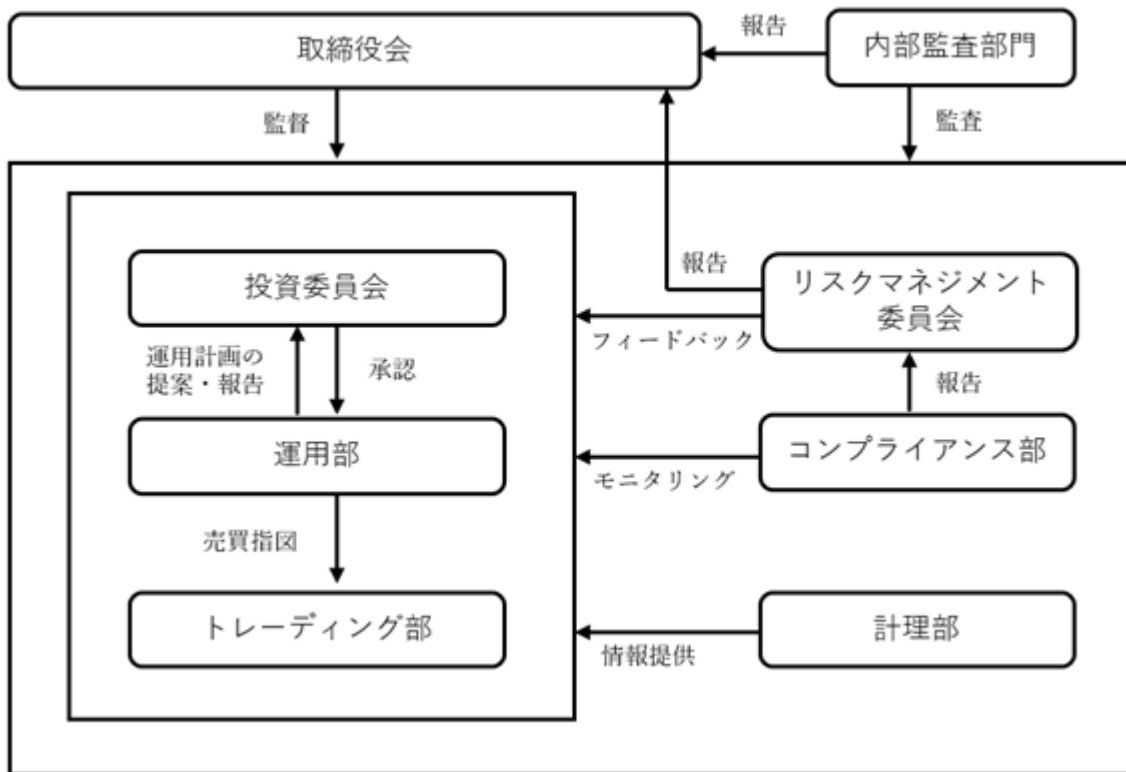 取締役会
報告
内部監査部門
監督
監査
投資委員会
報告
リスクマネジメント
委員会
フィードバック
運用計画の
提案・報告
承認
報告
運用部
コンプライアンス部
モニタリング
売買指図
トレーディング部
計理部
情報提供